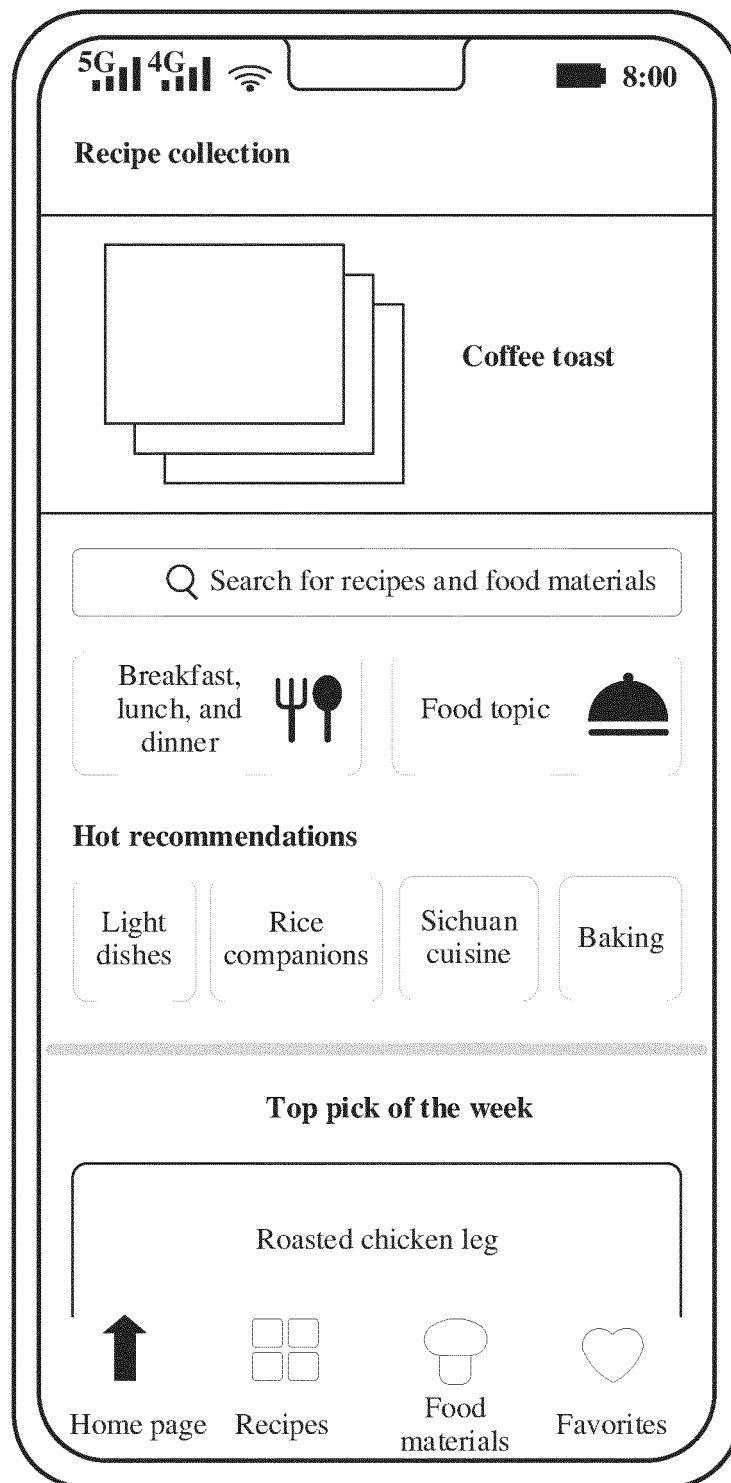 5G 4G 8:00
Recipe collection
Coffee toast
Search for recipes and food materials
Breakfast,
lunch, and
dinner
Food topic
Hot recommendations
Light
dishes
Rice
companions
Sichuan
cuisine
Baking
Top pick of the week
Roasted chicken leg
Home page
Recipes
Food
materials
Favorites